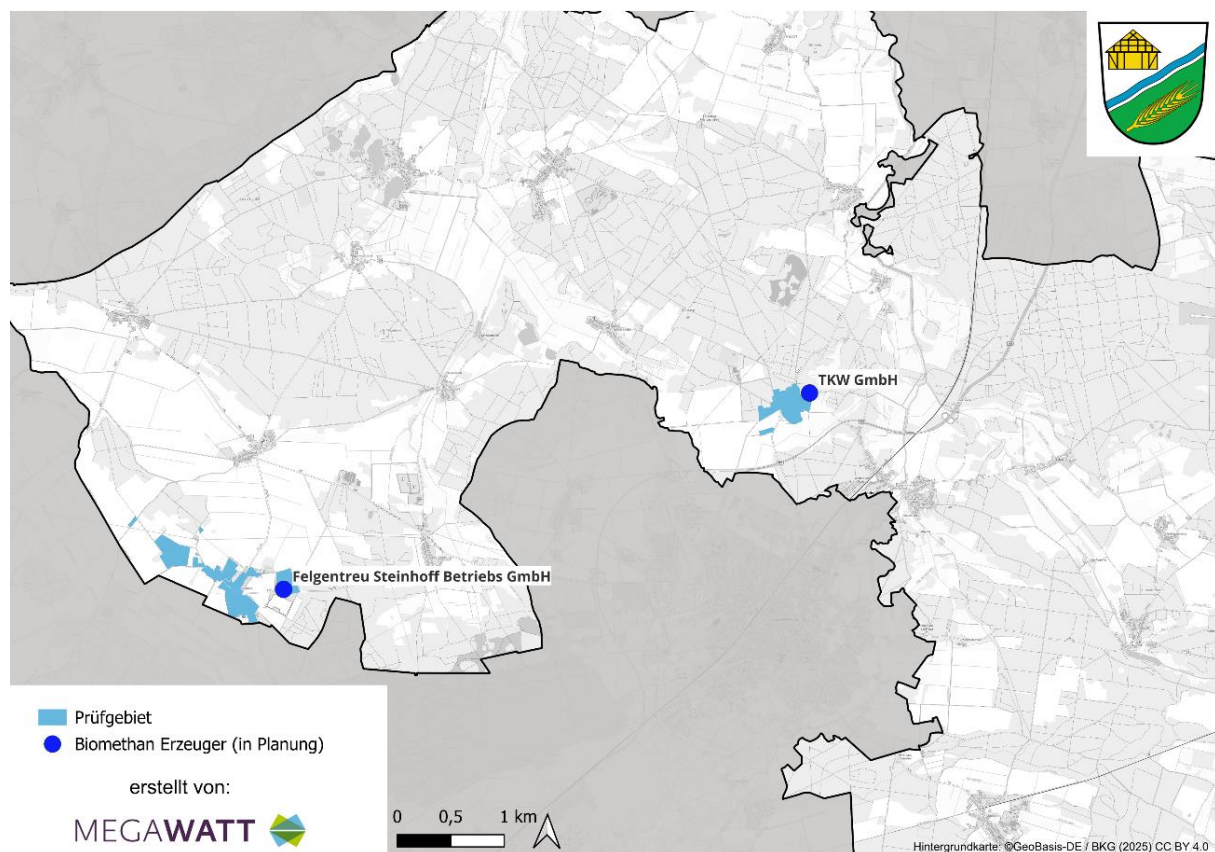 TKW GmbH
Felgentreu Steinhoff Betriebs GmbH
Prüfgebiet
Biomethan Erzeuger (in Planung)
erstellt von:
MEGAWATT
0 0,5 1 km
Hintergrundkarte: ©GeoBasis-DE / BKG (2025) CC BY 4.0